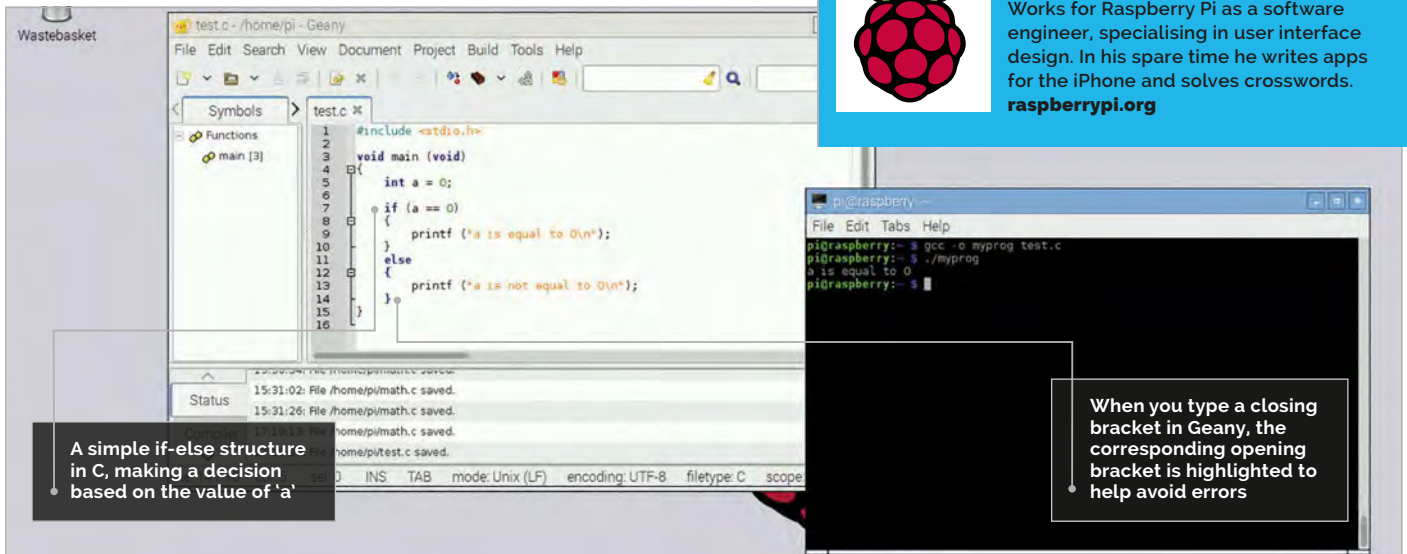 Wastebasket
test.c - /home/pi - Geany
File Edit Search View Document Project Build Tools Help
Symbols
test.c
Functions
main [3]
1 #include <stdio.h>
2
3 void main (void)
4 {
5 int a = 0;
6
7 if (a == 0)
8 {
9 printf ("a is equal to 0\n");
10 }
11 else
12 {
13 printf ("a is not equal to 0\n");
14 }
15 }
16
Status
15:31:02: File /home/pi/math.c saved.
15:31:26: File /home/pi/math.c saved.
17:19:13: File /home/pi/math.c saved.
File /home/pi/test.c saved.
INS TAB mode: Unix (LF) encoding: UTF-8 filetype: C scope:
A simple if-else structure
in C, making a decision
based on the value of ‘a’
Works for Raspberry Pi as a software
engineer, specialising in user interface
design. In his spare time he writes apps
for the iPhone and solves crosswords.
raspberrypi.org
pi@raspberry: ~
File Edit Tabs Help
pi@raspberry:~ $ gcc -o myprog test.c
pi@raspberry:~ $ ./myprog
a is equal to 0
pi@raspberry:~ $
When you type a closing
bracket in Geany, the
corresponding opening
bracket is highlighted to
help avoid errors